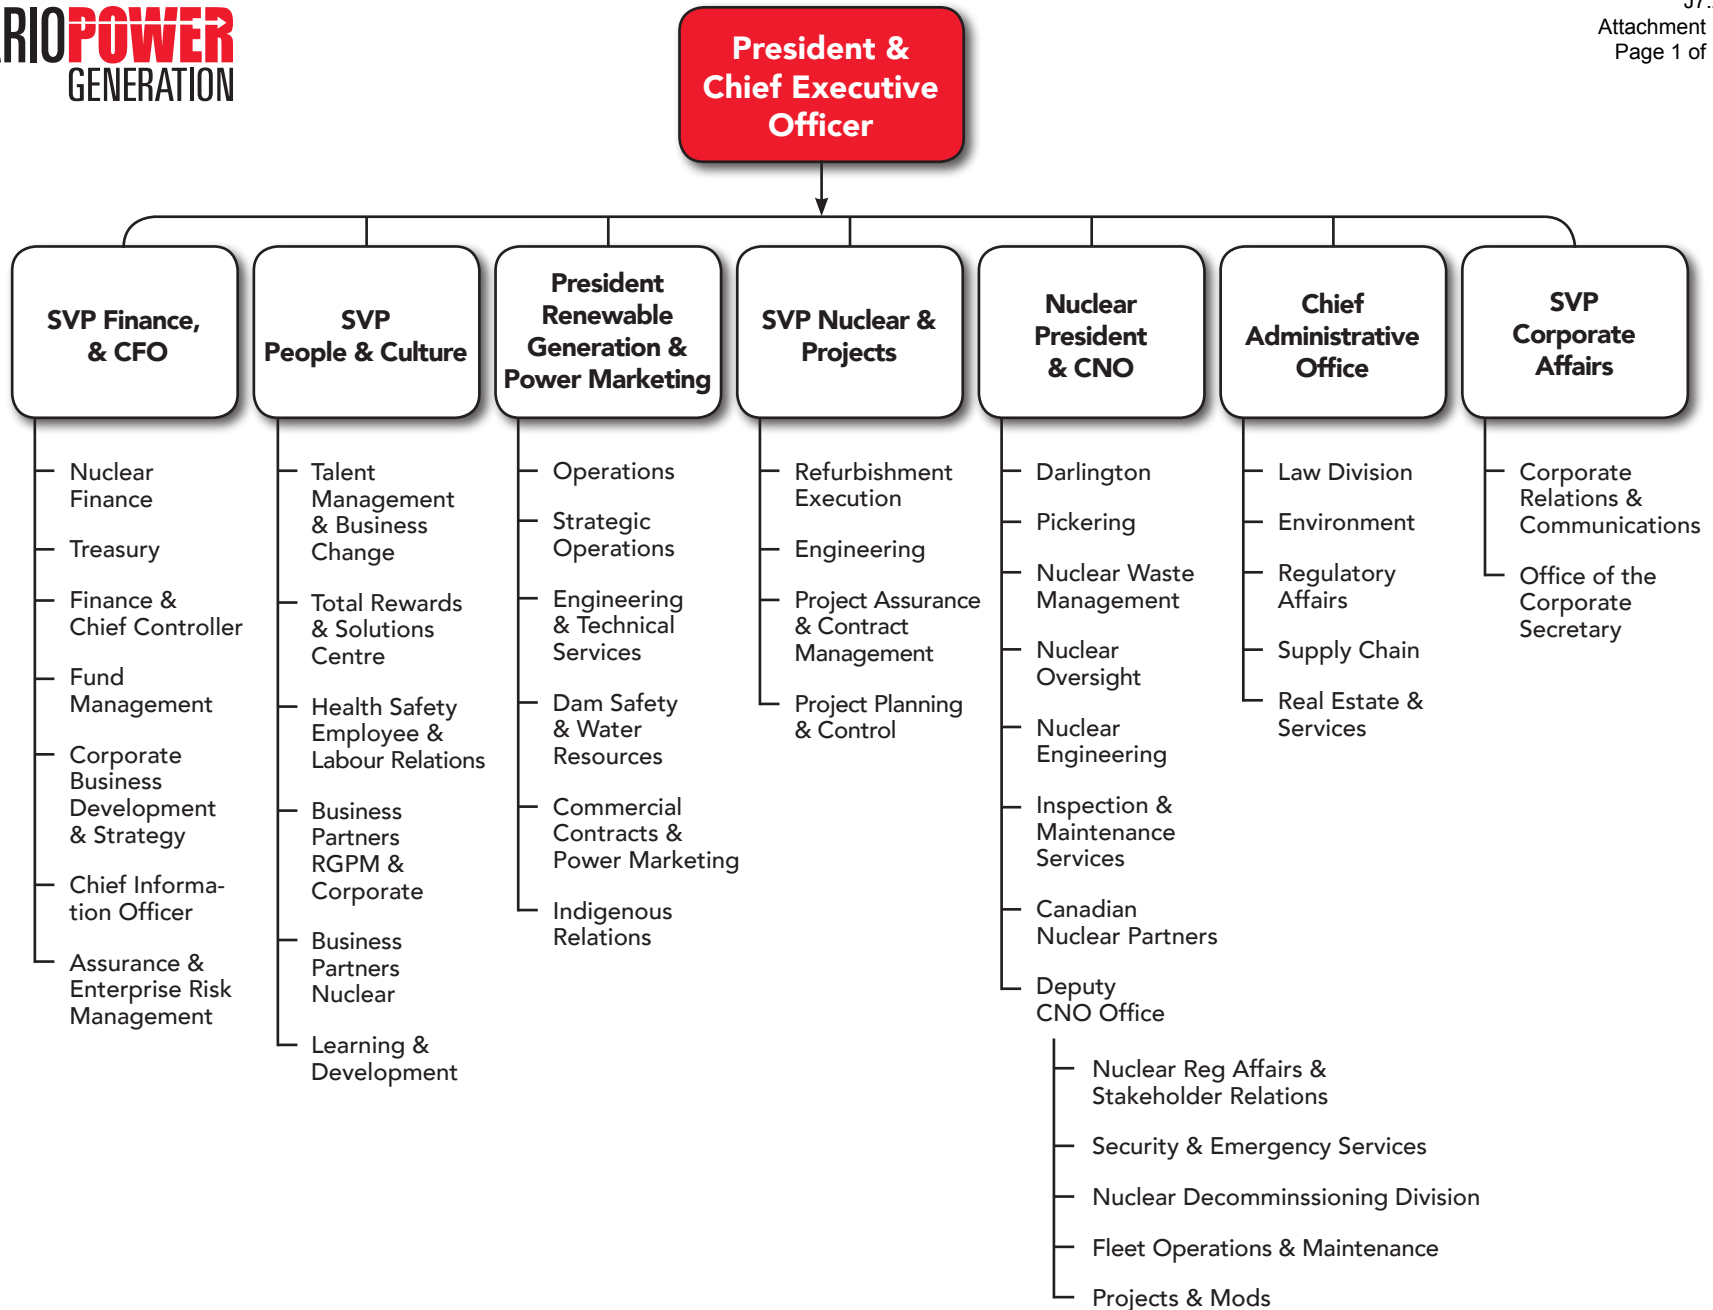 RIOPOWER
GENERATION
Attachment
Page 1 of
President &
Chief Executive
Officer
SVP Finance,
& CFO
SVP
People & Culture
President
Renewable
Generation &
Power Marketing
SVP Nuclear &
Projects
Nuclear
President
& CNO
Chief
Administrative
Office
SVP
Corporate
Affairs
Nuclear
Finance
Treasury
Finance &
Chief Controller
Fund
Management
Corporate
Business
Development
& Strategy
Chief Informa-
tion Officer
Assurance &
Enterprise Risk
Management
Talent
Management
& Business
Change
Total Rewards
& Solutions
Centre
Health Safety
Employee &
Labour Relations
Business
Partners
RGPM &
Corporate
Business
Partners
Nuclear
Learning &
Development
Operations
Strategic
Operations
Engineering
& Technical
Services
Dam Safety
& Water
Resources
Commercial
Contracts &
Power Marketing
Indigenous
Relations
Refurbishment
Execution
Engineering
Project Assurance
& Contract
Management
Project Planning
& Control
Darlington
Pickering
Nuclear Waste
Management
Nuclear
Oversight
Nuclear
Engineering
Inspection &
Maintenance
Services
Canadian
Nuclear Partners
Deputy
CNO Office
Nuclear Reg Affairs &
Stakeholder Relations
Security & Emergency Services
Nuclear Decomminssioning Division
Fleet Operations & Maintenance
Projects & Mods
Law Division
Environment
Regulatory
Affairs
Supply Chain
Real Estate &
Services
Corporate
Relations &
Communications
Office of the
Corporate
Secretary